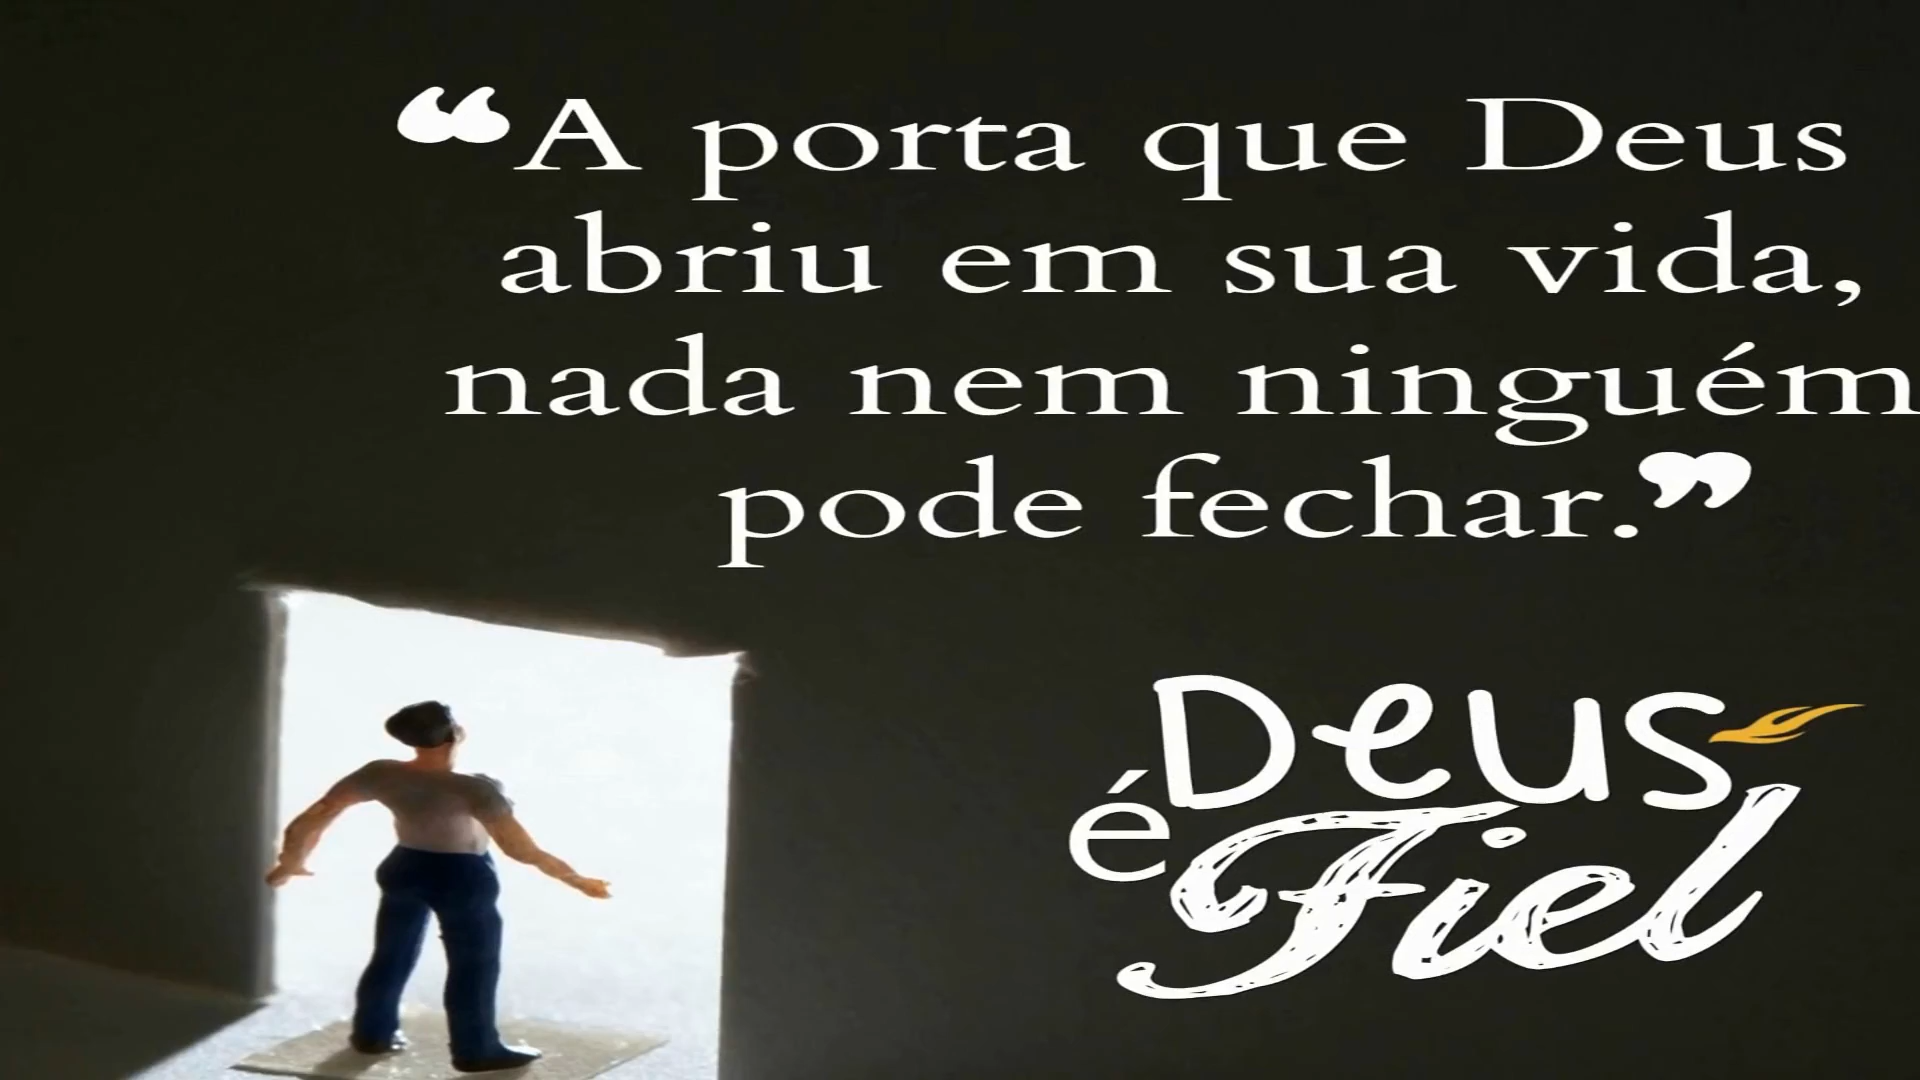 “A porta que Deus
abriu em sua vida,
nada nem ninguém
pode fechar.”
Deus
é Fiel